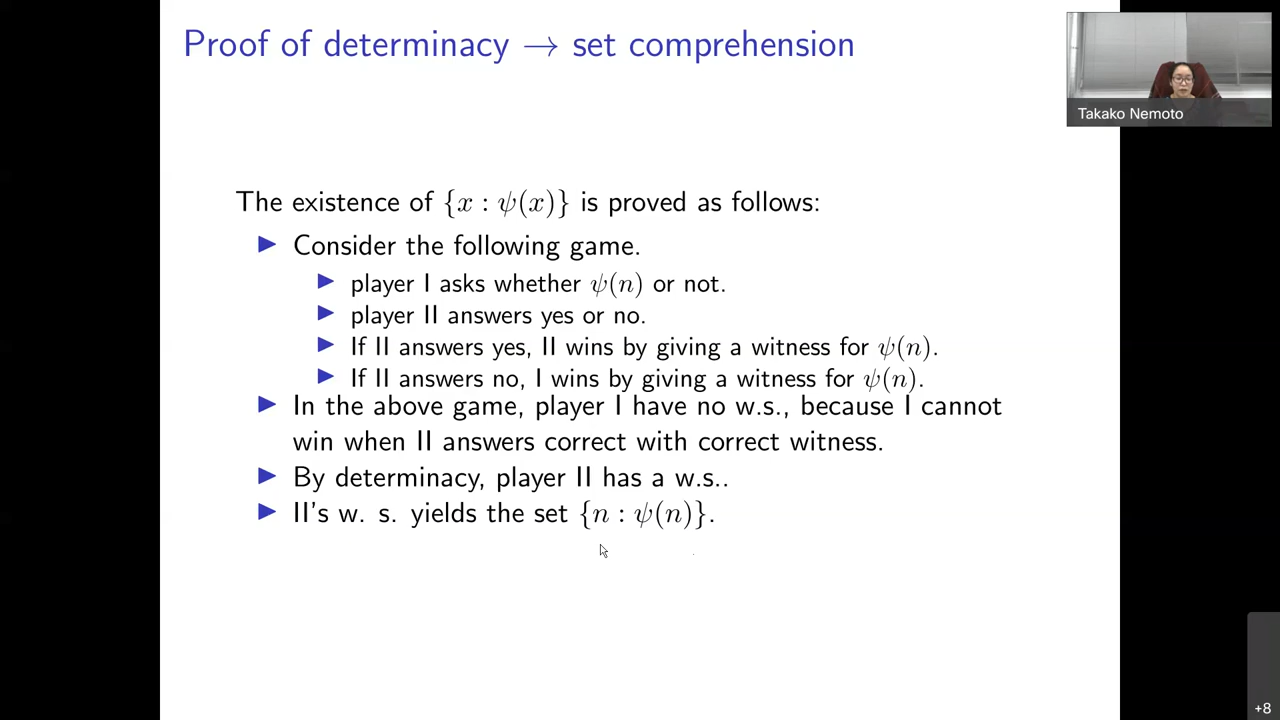 Proof of determinacy → set comprehension
Takako Nemoto
The existence of {x : ψ(x)} is proved as follows:
▶ Consider the following game.
▶ player I asks whether ψ(n) or not.
▶ player II answers yes or no.
▶ If II answers yes, II wins by giving a witness for ψ(n).
▶ If II answers no, I wins by giving a witness for ψ(n).
▶ In the above game, player I have no w.s., because I cannot
win when II answers correct with correct witness.
▶ By determinacy, player II has a w.s..
▶ II's w. s. yields the set {n : ψ(n)}.
+8